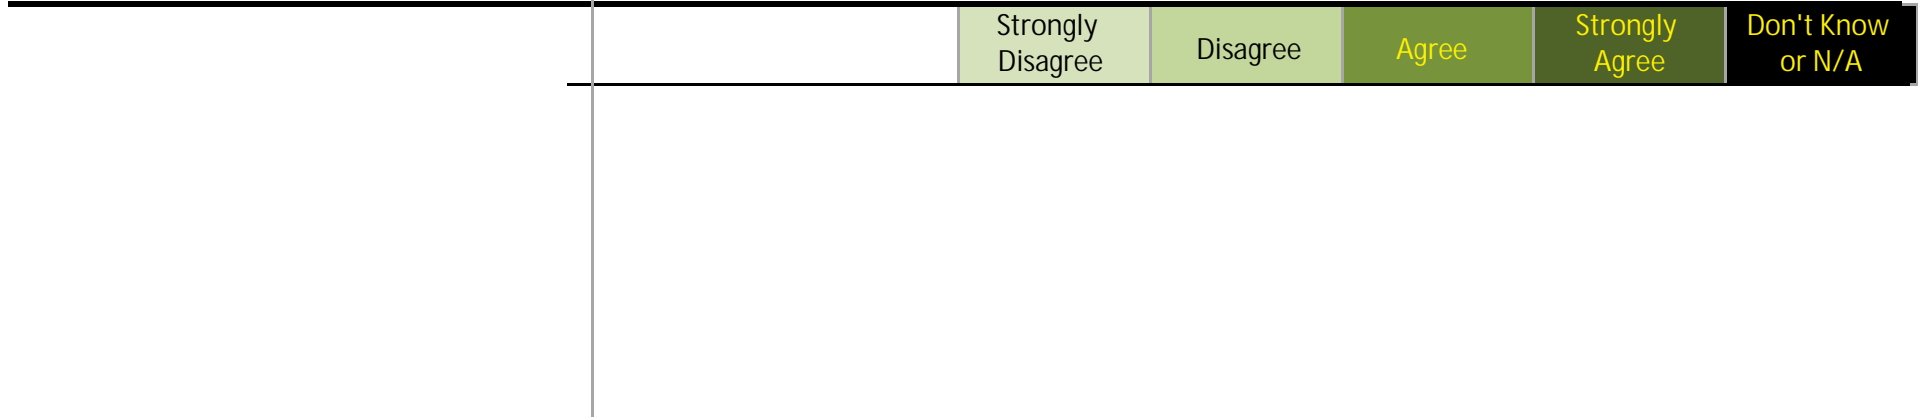 Strongly
Disagree
Disagree
Agree
Strongly
Agree
Don't Know
or N/A